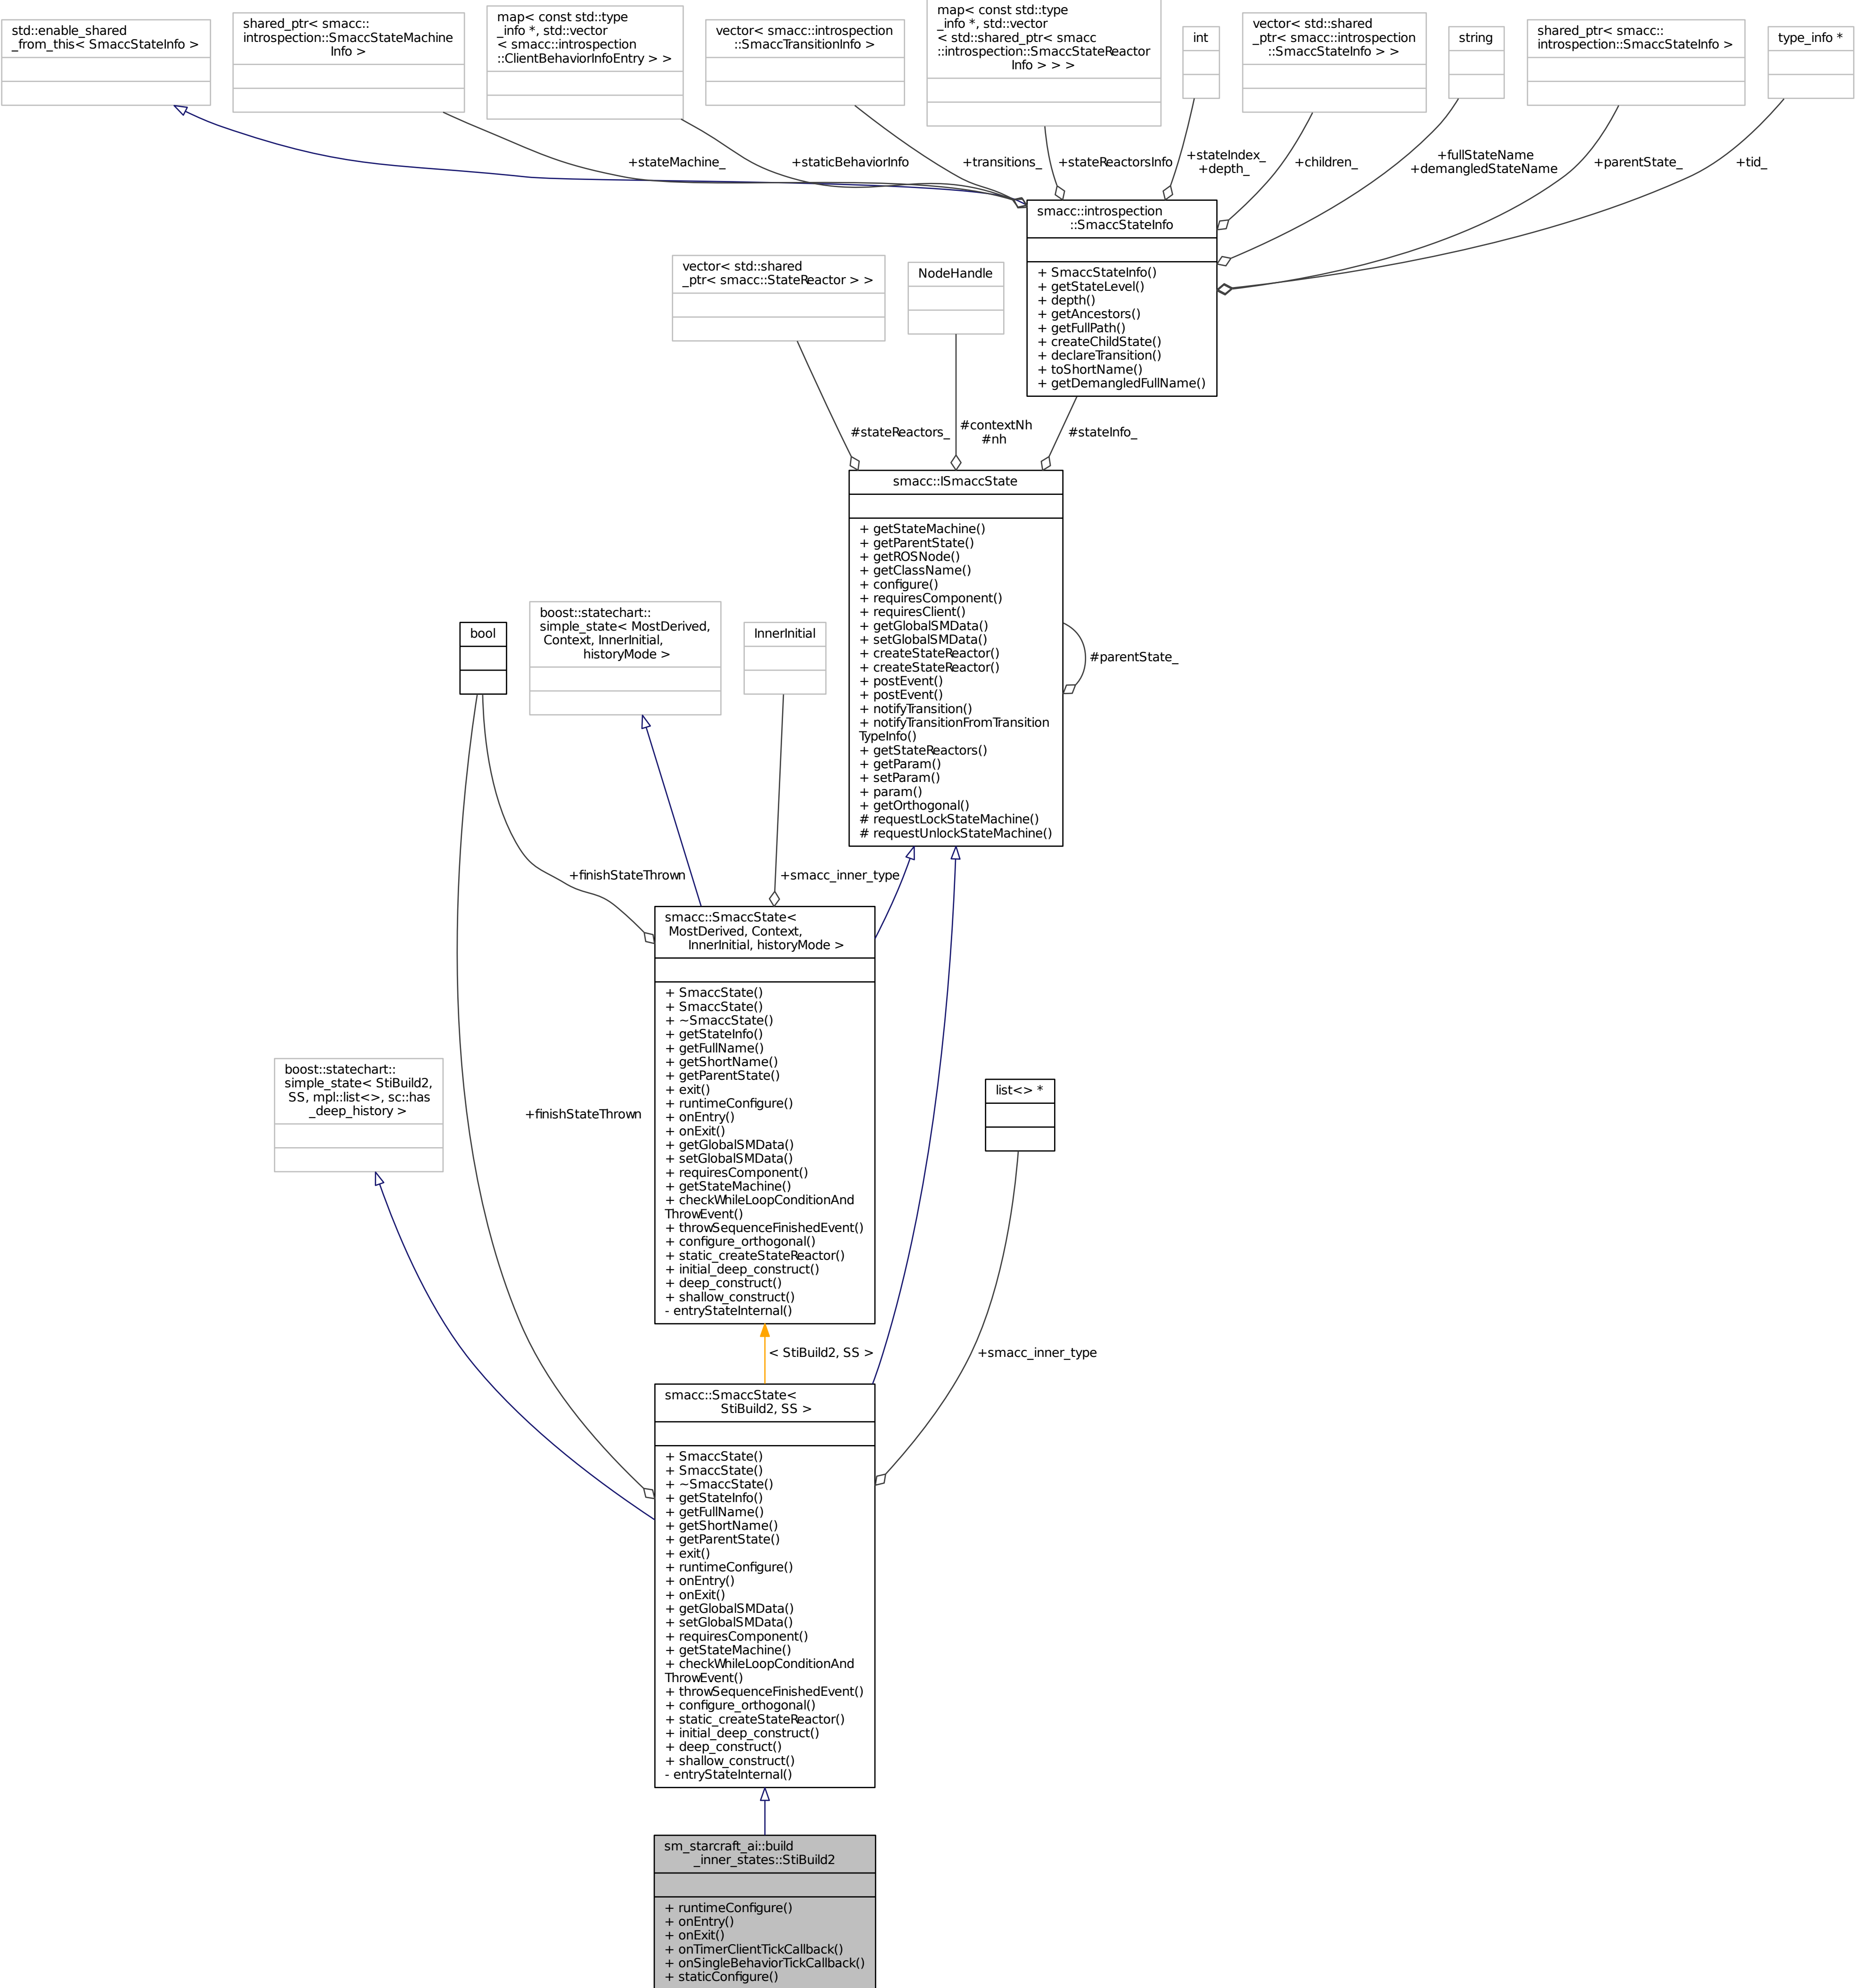 std::enable_shared
_from_this< SmaccStateInfo >
shared_ptr< smacc::
introspection::SmaccStateMachine
Info >
map< const std::type
_info *, std::vector
< smacc::introspection
::ClientBehaviorInfoEntry > >
vector< smacc::introspection
::SmaccTransitionInfo >
map< const std::type
_info *, std::vector
< std::shared_ptr< smacc
::introspection::SmaccStateReactor
Info > > >
int
vector< std::shared
_ptr< smacc::introspection
::SmaccStateInfo > >
string
shared_ptr< smacc::
introspection::SmaccStateInfo >
type_info *
+stateMachine_
+staticBehaviorInfo
+transitions_
+stateReactorsInfo
+stateIndex_
+depth_
+children_
+fullStateName
+demangledStateName
+parentState_
+tid_
smacc::introspection
::SmaccStateInfo
+ SmaccStateInfo()
+ getStateLevel()
+ depth()
+ getAncestors()
+ getFullPath()
+ createChildState()
+ declareTransition()
+ toShortName()
+ getDemangledFullName()
vector< std::shared
_ptr< smacc::StateReactor > >
NodeHandle
#stateReactors_
#contextNh
#nh
#stateInfo_
smacc::ISmaccState
+ getStateMachine()
+ getParentState()
+ getROSNode()
+ getClassName()
+ configure()
+ requiresComponent()
+ requiresClient()
+ getGlobalSMData()
+ setGlobalSMData()
+ createStateReactor()
+ createStateReactor()
+ postEvent()
+ postEvent()
+ notifyTransition()
+ notifyTransitionFromTransition
TypeInfo()
+ getStateReactors()
+ getParam()
+ setParam()
+ param()
+ getOrthogonal()
# requestLockStateMachine()
# requestUnlockStateMachine()
#parentState_
bool
boost::statechart::
simple_state< MostDerived,
Context, InnerInitial,
historyMode >
InnerInitial
+finishStateThrown
+smacc_inner_type
smacc::SmaccState<
MostDerived, Context,
InnerInitial, historyMode >
+ SmaccState()
+ SmaccState()
+ ~SmaccState()
+ getStateInfo()
+ getFullName()
+ getShortName()
+ getParentState()
+ exit()
+ runtimeConfigure()
+ onEntry()
+ onExit()
+ getGlobalSMData()
+ setGlobalSMData()
+ requiresComponent()
+ getStateMachine()
+ checkWhileLoopConditionAnd
ThrowEvent()
+ throwSequenceFinishedEvent()
+ configure_orthogonal()
+ static_createStateReactor()
+ initial_deep_construct()
+ deep_construct()
+ shallow_construct()
- entryStateInternal()
boost::statechart::
simple_state< StiBuild2,
SS, mpl::list<>, sc::has
_deep_history >
+finishStateThrown
list<> *
< StiBuild2, SS >
+smacc_inner_type
smacc::SmaccState<
StiBuild2, SS >
+ SmaccState()
+ SmaccState()
+ ~SmaccState()
+ getStateInfo()
+ getFullName()
+ getShortName()
+ getParentState()
+ exit()
+ runtimeConfigure()
+ onEntry()
+ onExit()
+ getGlobalSMData()
+ setGlobalSMData()
+ requiresComponent()
+ getStateMachine()
+ checkWhileLoopConditionAnd
ThrowEvent()
+ throwSequenceFinishedEvent()
+ configure_orthogonal()
+ static_createStateReactor()
+ initial_deep_construct()
+ deep_construct()
+ shallow_construct()
- entryStateInternal()
sm_starcraft_ai::build
_inner_states::StiBuild2
+ runtimeConfigure()
+ onEntry()
+ onExit()
+ onTimerClientTickCallback()
+ onSingleBehaviorTickCallback()
+ staticConfigure()